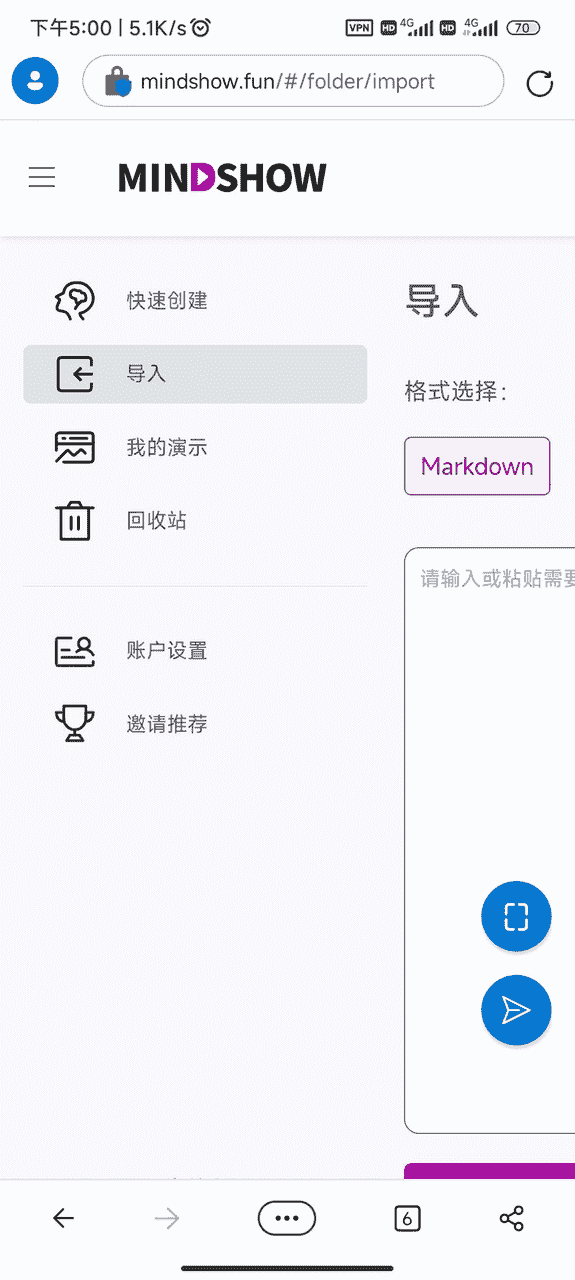 下午5:00 | 5.1K/s
VPN HD 4G HD 4G 70
mindshow.fun/#/folder/import
MINDSHOW
快速创建
导入
我的演示
回收站
账户设置
邀请推荐
导入
格式选择：
Markdown
请输入或粘贴需要
6